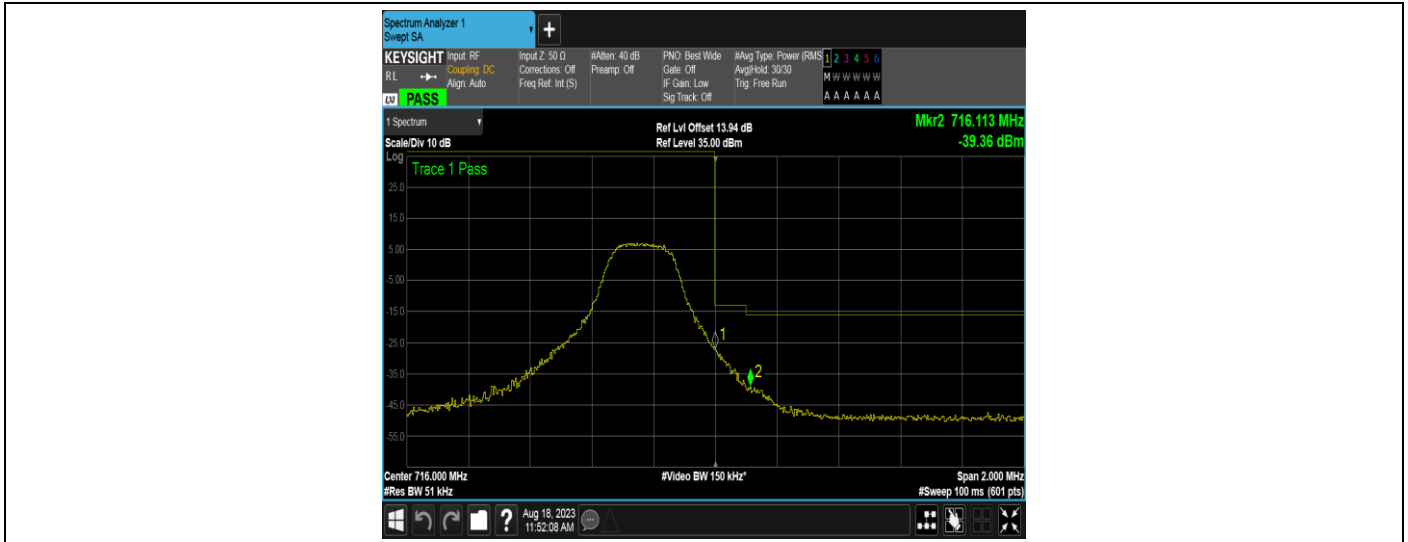 Spectrum Analyzer 1
Swept SA
+
KEYSIGHT
RL
LXI PASS
Input: RF
Coupling: DC
Align: Auto
Input Z: 50 Ω
Corrections: Off
Freq Ref: Int (S)
#Atten: 40 dB
Preamp: Off
PNO: Best Wide
Gate: Off
IF Gain: Low
Sig Track: Off
#Avg Type: Power (RMS
Avg|Hold: 30/30
Trig: Free Run
1 2 3 4 5 6
M W W W W W
A A A A A A
1 Spectrum
Scale/Div 10 dB
Ref Lvl Offset 13.94 dB
Ref Level 35.00 dBm
Mkr2 716.113 MHz
-39.36 dBm
Log
Trace 1 Pass
25.0
15.0
5.00
-5.00
-15.0
-25.0
-35.0
-45.0
-55.0
1
2
Center 716.000 MHz
#Res BW 51 kHz
#Video BW 150 kHz*
Span 2.000 MHz
#Sweep 100 ms (601 pts)
?
Aug 18, 2023
11:52:08 AM